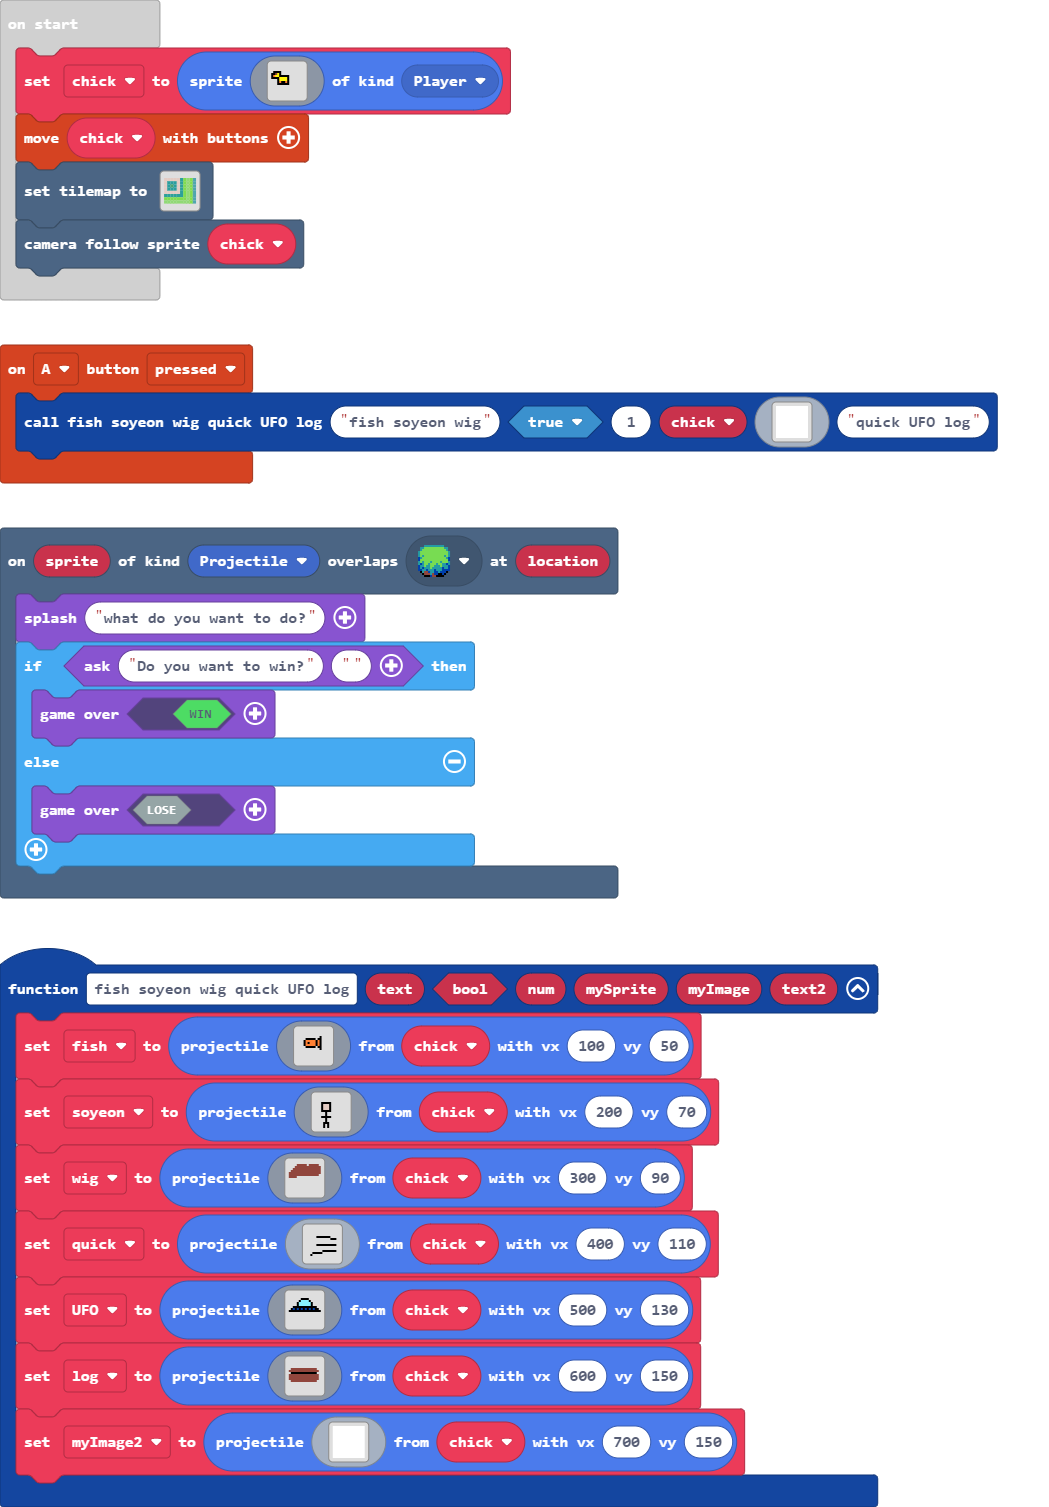 on start
set chick to sprite of kind Player
move chick with buttons
set tilemap to
camera follow sprite chick
on A button pressed
call fish soyeon wig quick UFO log "fish soyeon wig" true 1 chick "quick UFO log"
on sprite of kind Projectile overlaps at location
splash "what do you want to do?"
if ask "Do you want to win?" "" then
game over WIN
else
game over LOSE
function fish soyeon wig quick UFO log text bool num mySprite myImage text2
set fish to projectile from chick with vx 100 vy 50
set soyeon to projectile from chick with vx 200 vy 70
set wig to projectile from chick with vx 300 vy 90
set quick to projectile from chick with vx 400 vy 110
set UFO to projectile from chick with vx 500 vy 130
set log to projectile from chick with vx 600 vy 150
set myImage2 to projectile from chick with vx 700 vy 150